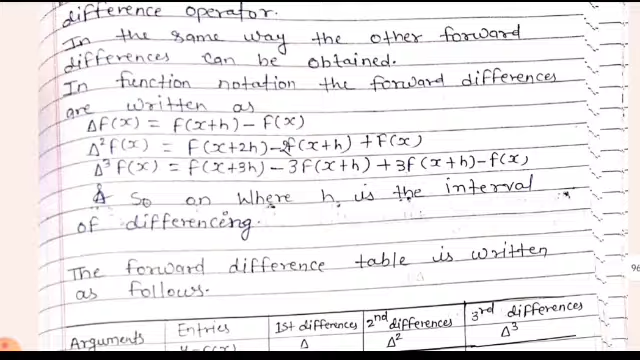 difference operator.
In the same way the other forward
differences can be obtained.
In function notation the forward differences
are written as
Δf(x) = f(x+h) - f(x)
Δ²f(x) = f(x+2h) - 2f(x+h) + f(x)
Δ³f(x) = f(x+3h) - 3f(x+h) + 3f(x+h) - f(x)
& So on where h is the interval
of differencing.
The forward difference table is written
as follows.
Arguments Entries 1st differences 2nd differences 3rd differences
Δ Δ² Δ³
96